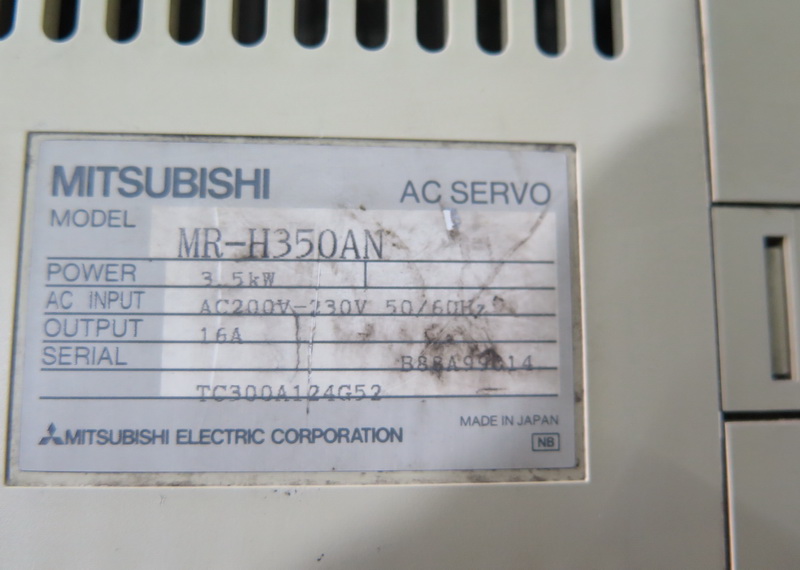 MITSUBISHI
AC SERVO
MODEL MR-H350AN
POWER 3.5kW
AC INPUT AC200V-230V 50/60Hz
OUTPUT 16A
SERIAL
TC300A124G52
MITSUBISHI ELECTRIC CORPORATION
MADE IN JAPAN
NB